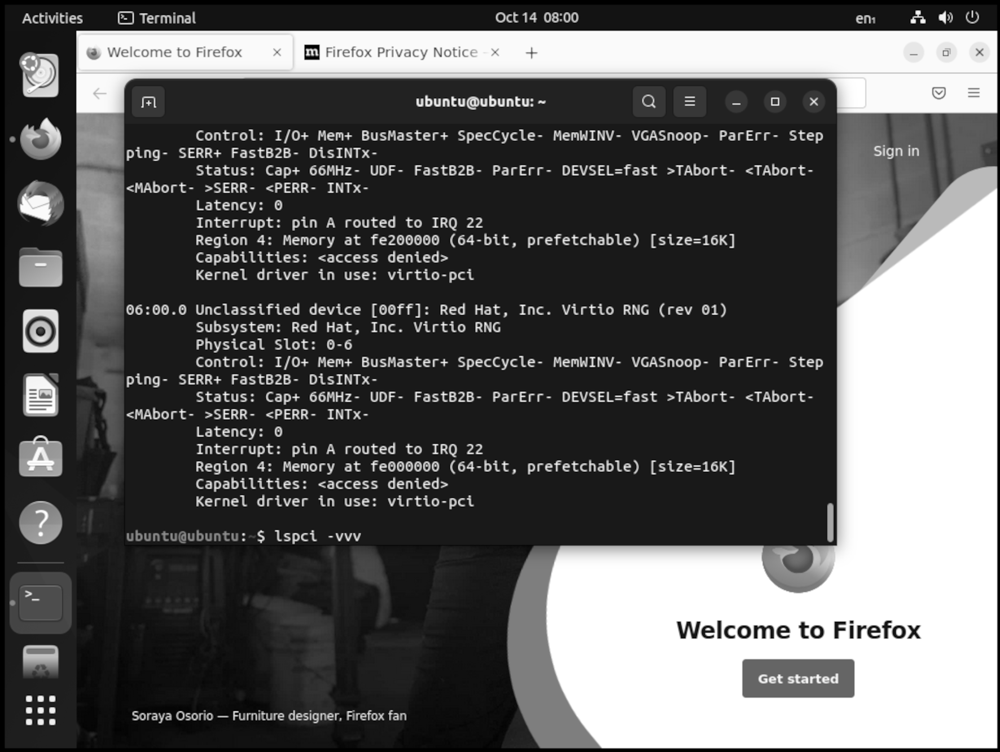 Activities
Terminal
Oct 14 08:00
en₁
Welcome to Firefox
Firefox Privacy Notice -
Sign in
ubuntu@ubuntu: ~
        Control: I/O+ Mem+ BusMaster+ SpecCycle- MemWINV- VGASnoop- ParErr- Step
ping- SERR+ FastB2B- DisINTx-
        Status: Cap+ 66MHz- UDF- FastB2B- ParErr- DEVSEL=fast >TAbort- <TAbort-
<MAbort- >SERR- <PERR- INTx-
        Latency: 0
        Interrupt: pin A routed to IRQ 22
        Region 4: Memory at fe200000 (64-bit, prefetchable) [size=16K]
        Capabilities: <access denied>
        Kernel driver in use: virtio-pci

06:00.0 Unclassified device [00ff]: Red Hat, Inc. Virtio RNG (rev 01)
        Subsystem: Red Hat, Inc. Virtio RNG
        Physical Slot: 0-6
        Control: I/O+ Mem+ BusMaster+ SpecCycle- MemWINV- VGASnoop- ParErr- Step
ping- SERR+ FastB2B- DisINTx-
        Status: Cap+ 66MHz- UDF- FastB2B- ParErr- DEVSEL=fast >TAbort- <TAbort-
<MAbort- >SERR- <PERR- INTx-
        Latency: 0
        Interrupt: pin A routed to IRQ 22
        Region 4: Memory at fe000000 (64-bit, prefetchable) [size=16K]
        Capabilities: <access denied>
        Kernel driver in use: virtio-pci

ubuntu@ubuntu:~$ lspci -vvv
Welcome to Firefox
Get started
Soraya Osorio — Furniture designer, Firefox fan